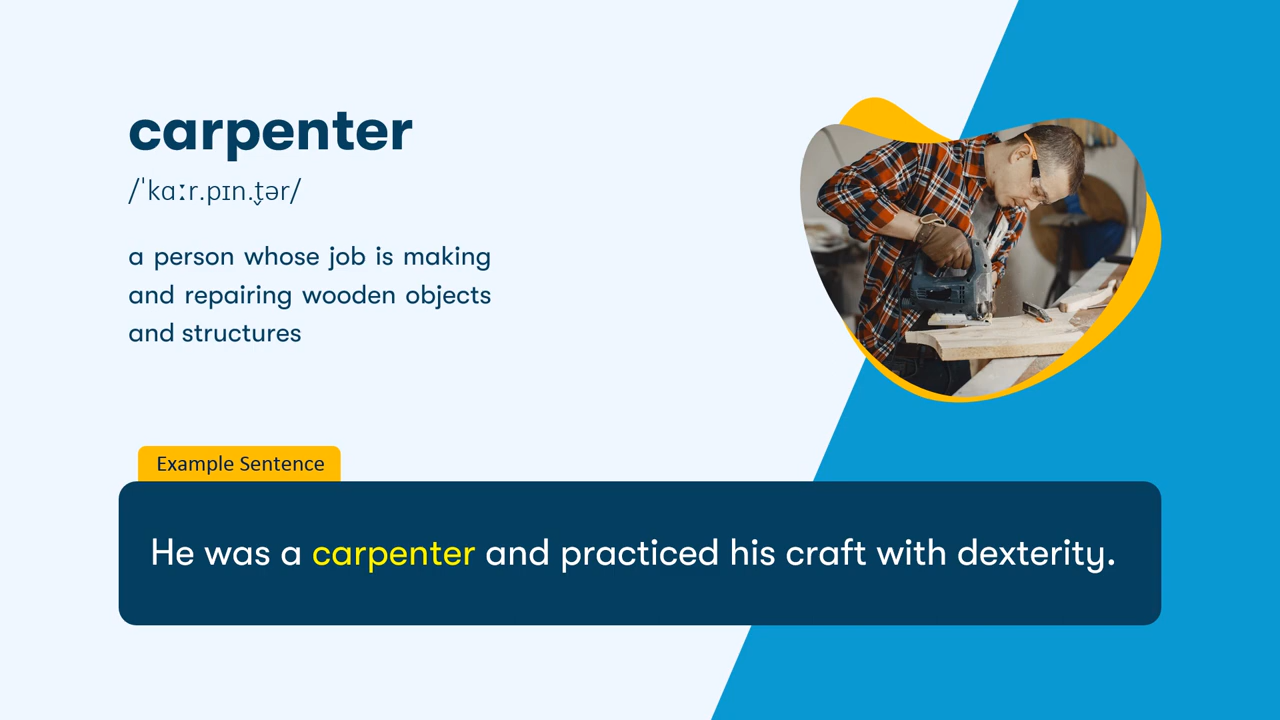 carpenter
/ˈkɑːr.pɪn.t̬ər/
a person whose job is making
and repairing wooden objects
and structures
Example Sentence
He was a carpenter and practiced his craft with dexterity.